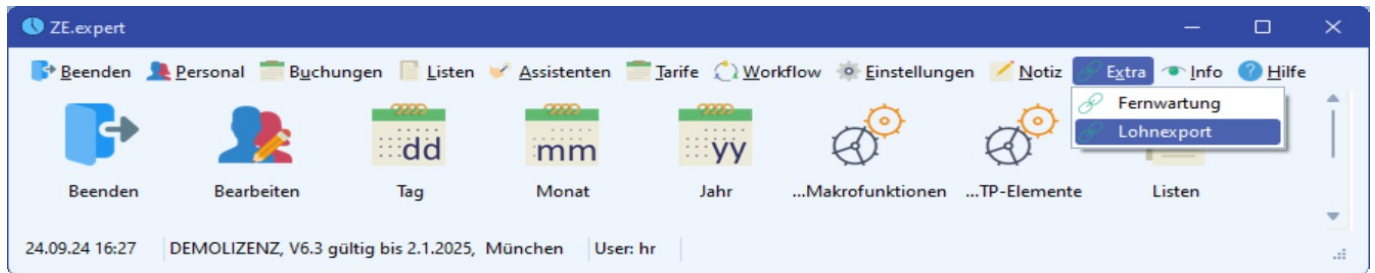 ZE.expert
Beenden Personal Buchungen Listen Assistenten Tarife Workflow Einstellungen Notiz Extra Info Hilfe
Fernwartung
Lohnexport
dd mm yy
Beenden Bearbeiten Tag Monat Jahr ...Makrofunktionen ...TP-Elemente Listen
24.09.24 16:27 DEMOLIZENZ, V6.3 gültig bis 2.1.2025, München User: hr